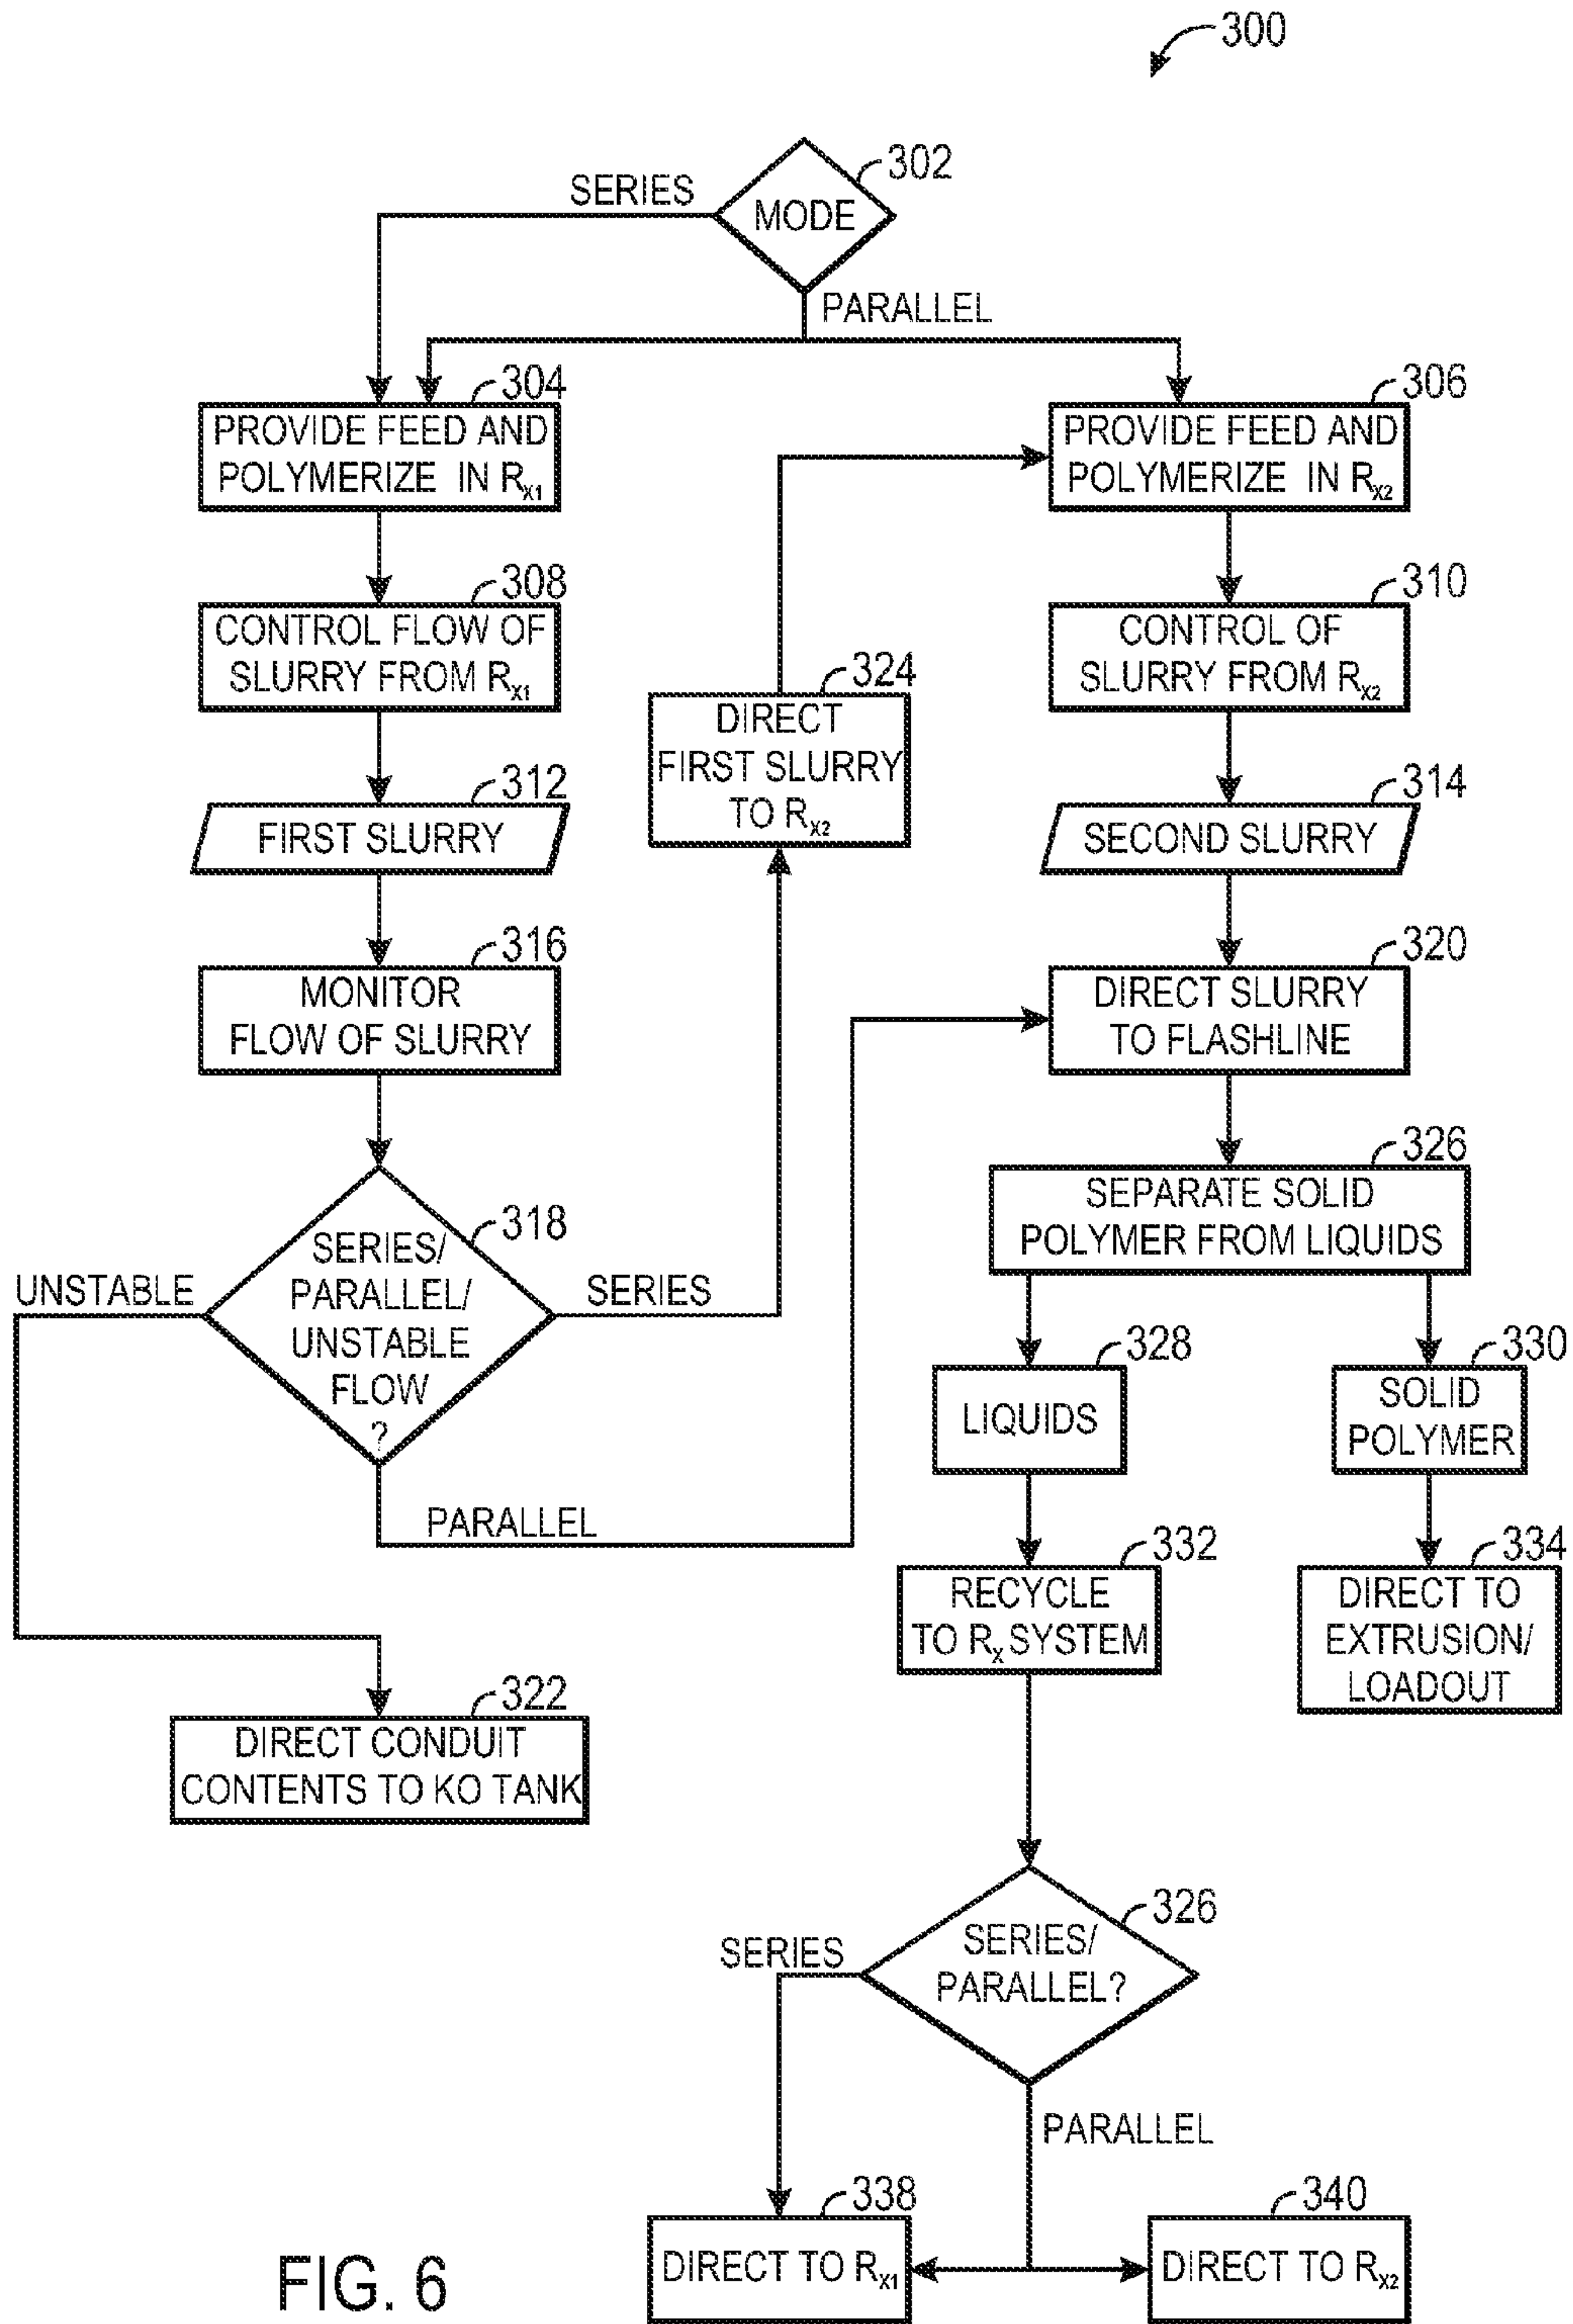 300
302
SERIES
MODE
PARALLEL
304
PROVIDE FEED AND
POLYMERIZE IN RX1
306
PROVIDE FEED AND
POLYMERIZE IN RX2
308
CONTROL FLOW OF
SLURRY FROM RX1
310
CONTROL OF
SLURRY FROM RX2
324
DIRECT
FIRST SLURRY
TO RX2
312
FIRST SLURRY
314
SECOND SLURRY
316
MONITOR
FLOW OF SLURRY
320
DIRECT SLURRY
TO FLASHLINE
318
SERIES/
PARALLEL/
UNSTABLE
FLOW
?
UNSTABLE
SERIES
PARALLEL
326
SEPARATE SOLID
POLYMER FROM LIQUIDS
328
LIQUIDS
330
SOLID
POLYMER
332
RECYCLE
TO RX SYSTEM
334
DIRECT TO
EXTRUSION/
LOADOUT
322
DIRECT CONDUIT
CONTENTS TO KO TANK
326
SERIES/
PARALLEL?
SERIES
PARALLEL
338
DIRECT TO RX1
340
DIRECT TO RX2
FIG. 6